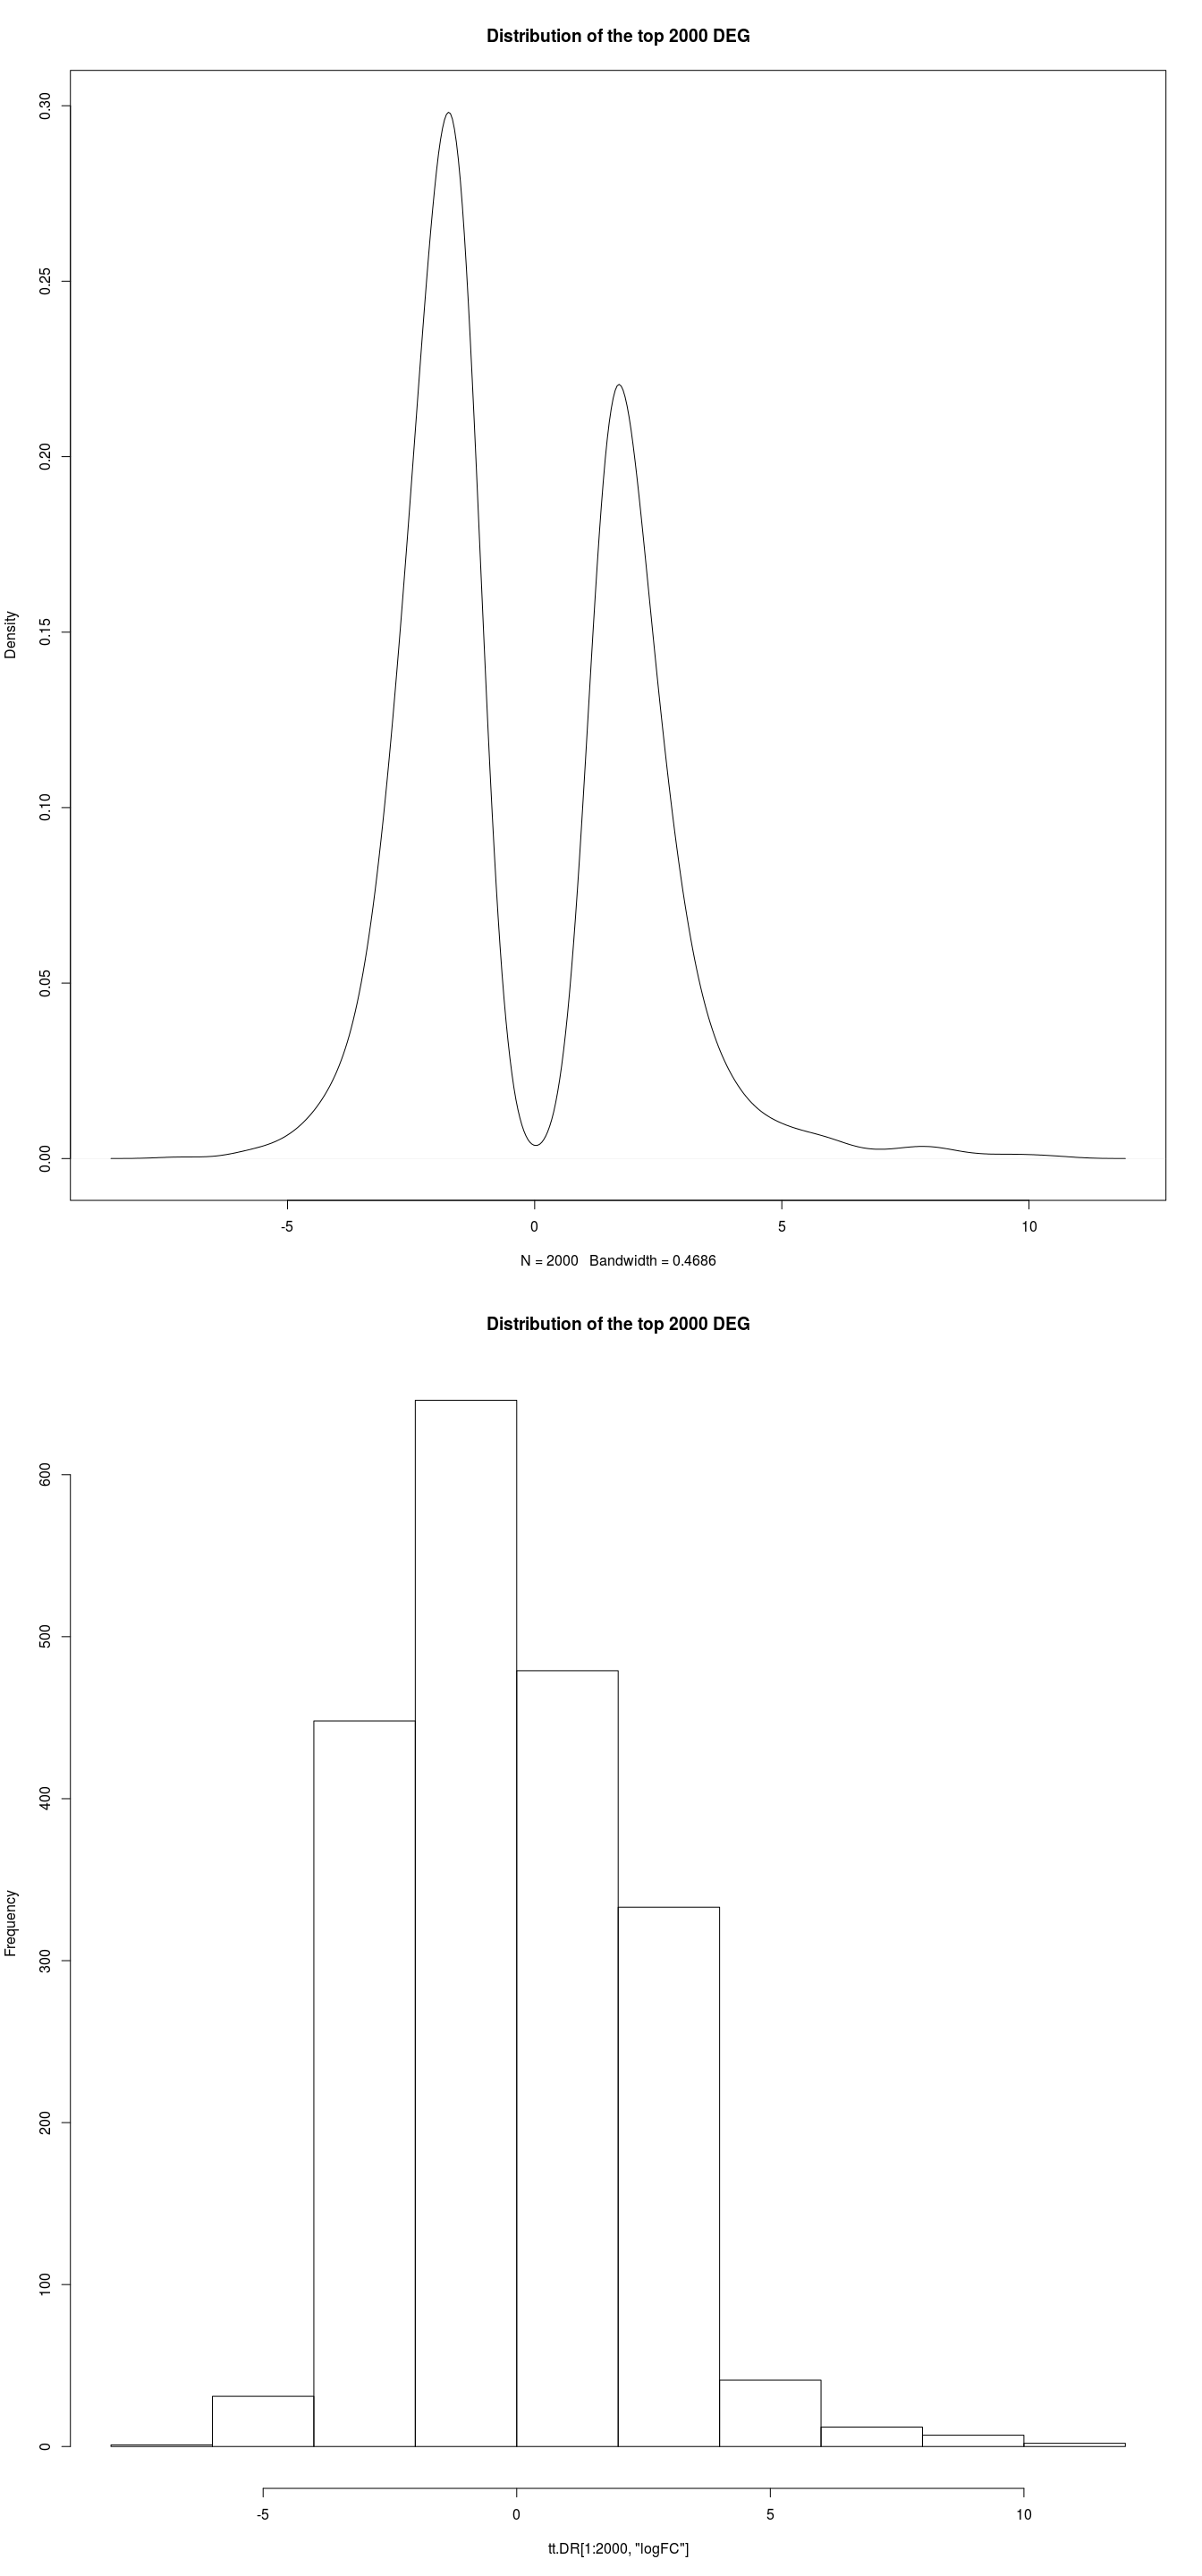 Distribution of the top 2000 DEG
0.30
0.25
0.20
0.15
0.10
0.05
0.00
Density
-5 0 5 10
N = 2000 Bandwidth = 0.4686
Distribution of the top 2000 DEG
600
500
400
300
200
100
0
Frequency
-5 0 5 10
tt.DR[1:2000, "logFC"]